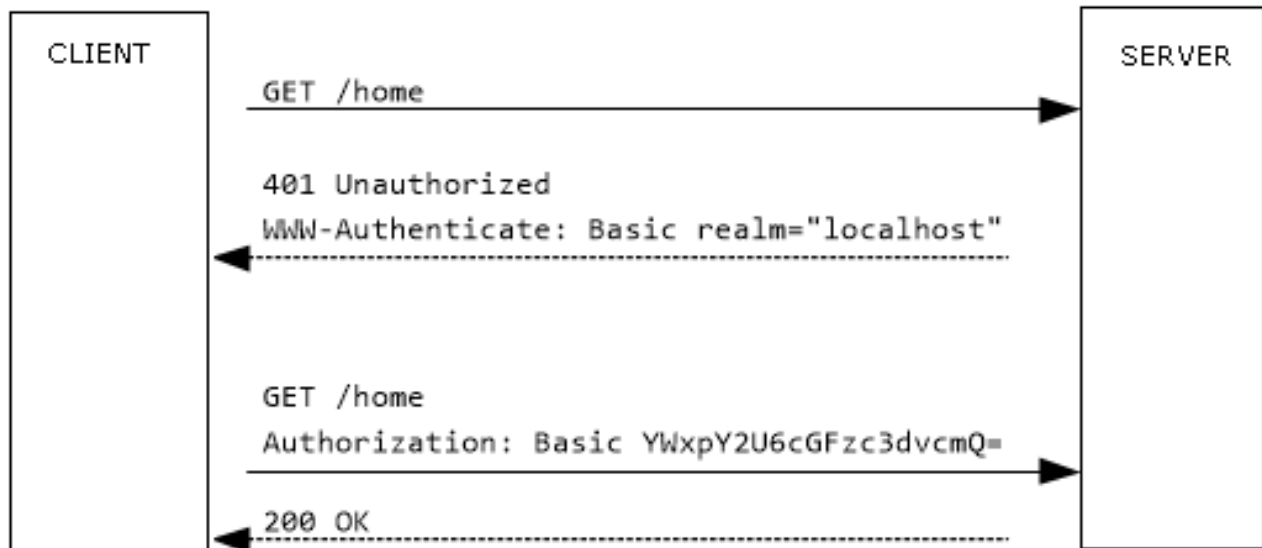 CLIENT
SERVER
GET /home
401 Unauthorized
WWW-Authenticate: Basic realm="localhost"
GET /home
Authorization: Basic YWxpY2U6cGFzc3dvcmQ=
200 OK